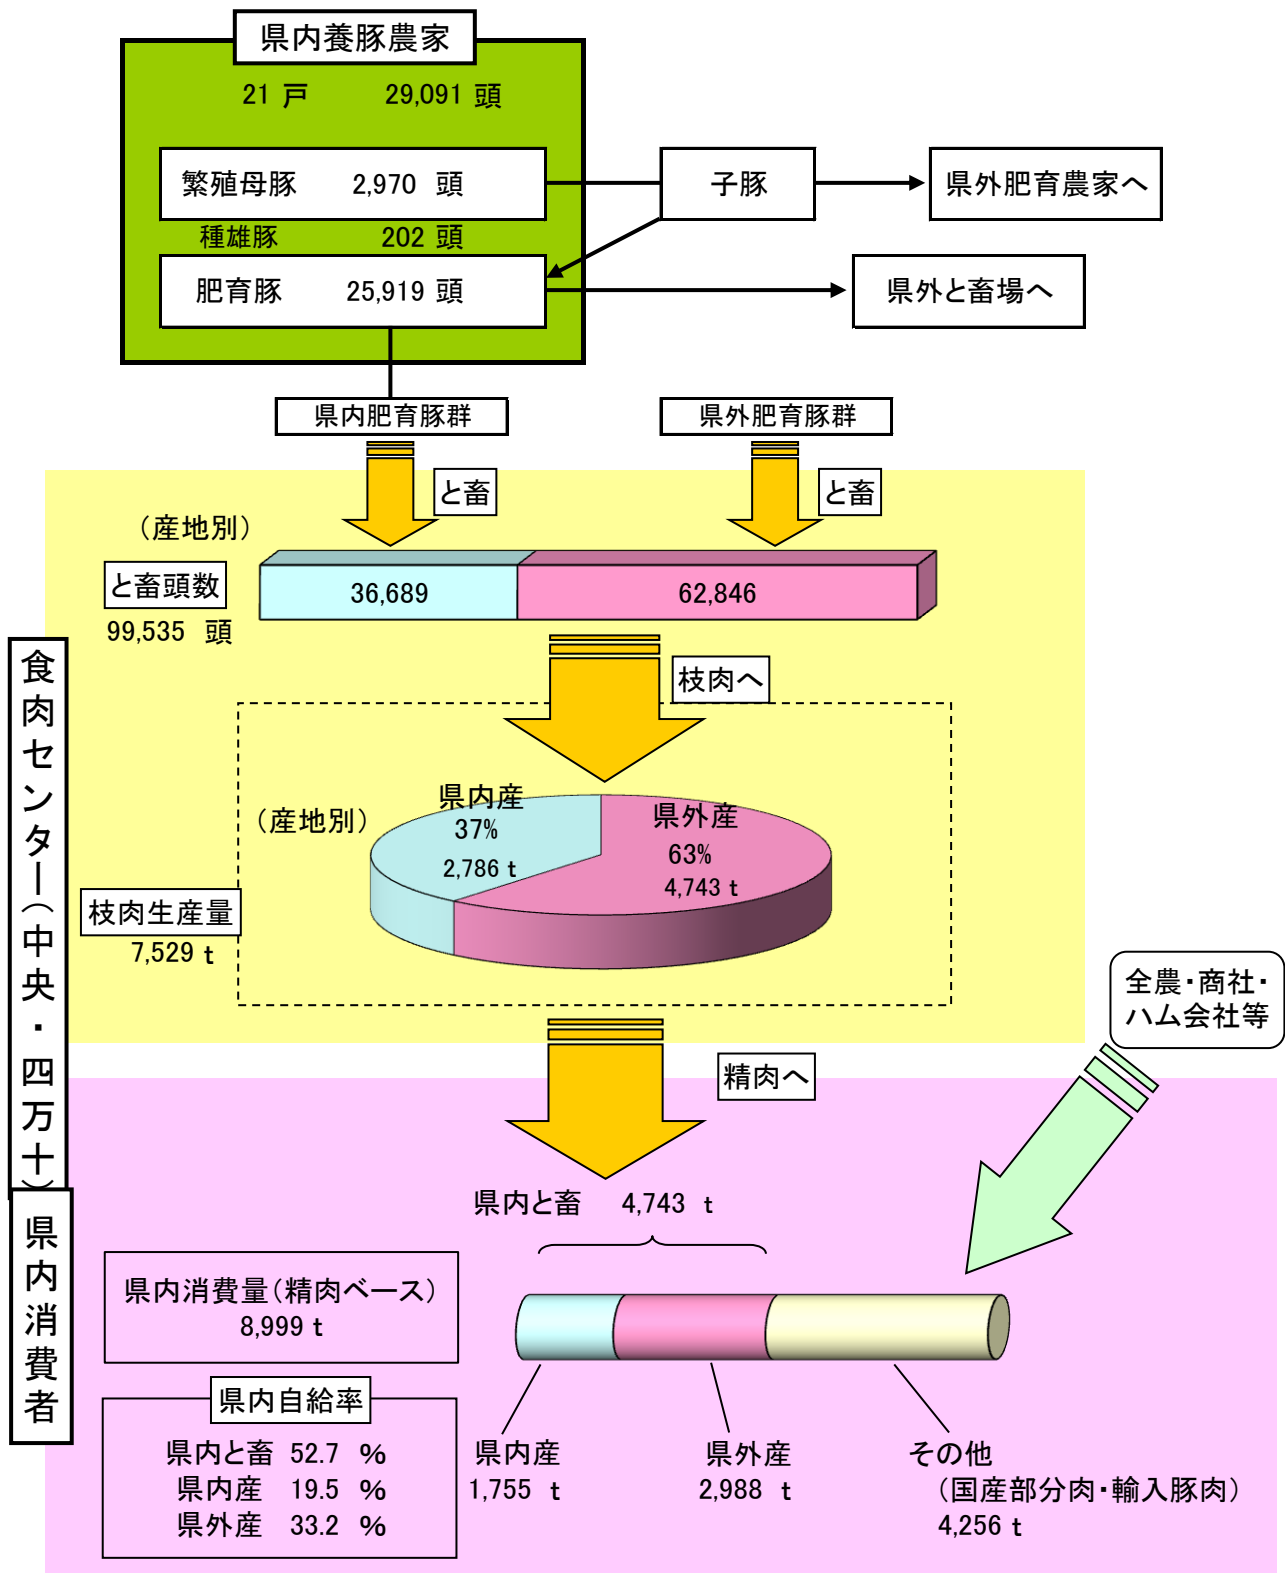 県内養豚農家
21 戸 29,091 頭
繁殖母豚 2,970 頭
子豚
県外肥育農家へ
種雄豚 202 頭
肥育豚 25,919 頭
県外と畜場へ
県内肥育豚群
県外肥育豚群
と畜
と畜
（産地別）
と畜頭数
99,535 頭
36,689
62,846
枝肉へ
食肉センター（中央・四万十）
（産地別）
県内産
37%
2,786 t
県外産
63%
4,743 t
枝肉生産量
7,529 t
全農・商社・
ハム会社等
精肉へ
県内消費者
県内と畜 4,743 t
県内消費量（精肉ベース）
8,999 t
県内自給率
県内と畜 52.7 %
県内産 19.5 %
県外産 33.2 %
県内産
1,755 t
県外産
2,988 t
その他
（国産部分肉・輸入豚肉）
4,256 t